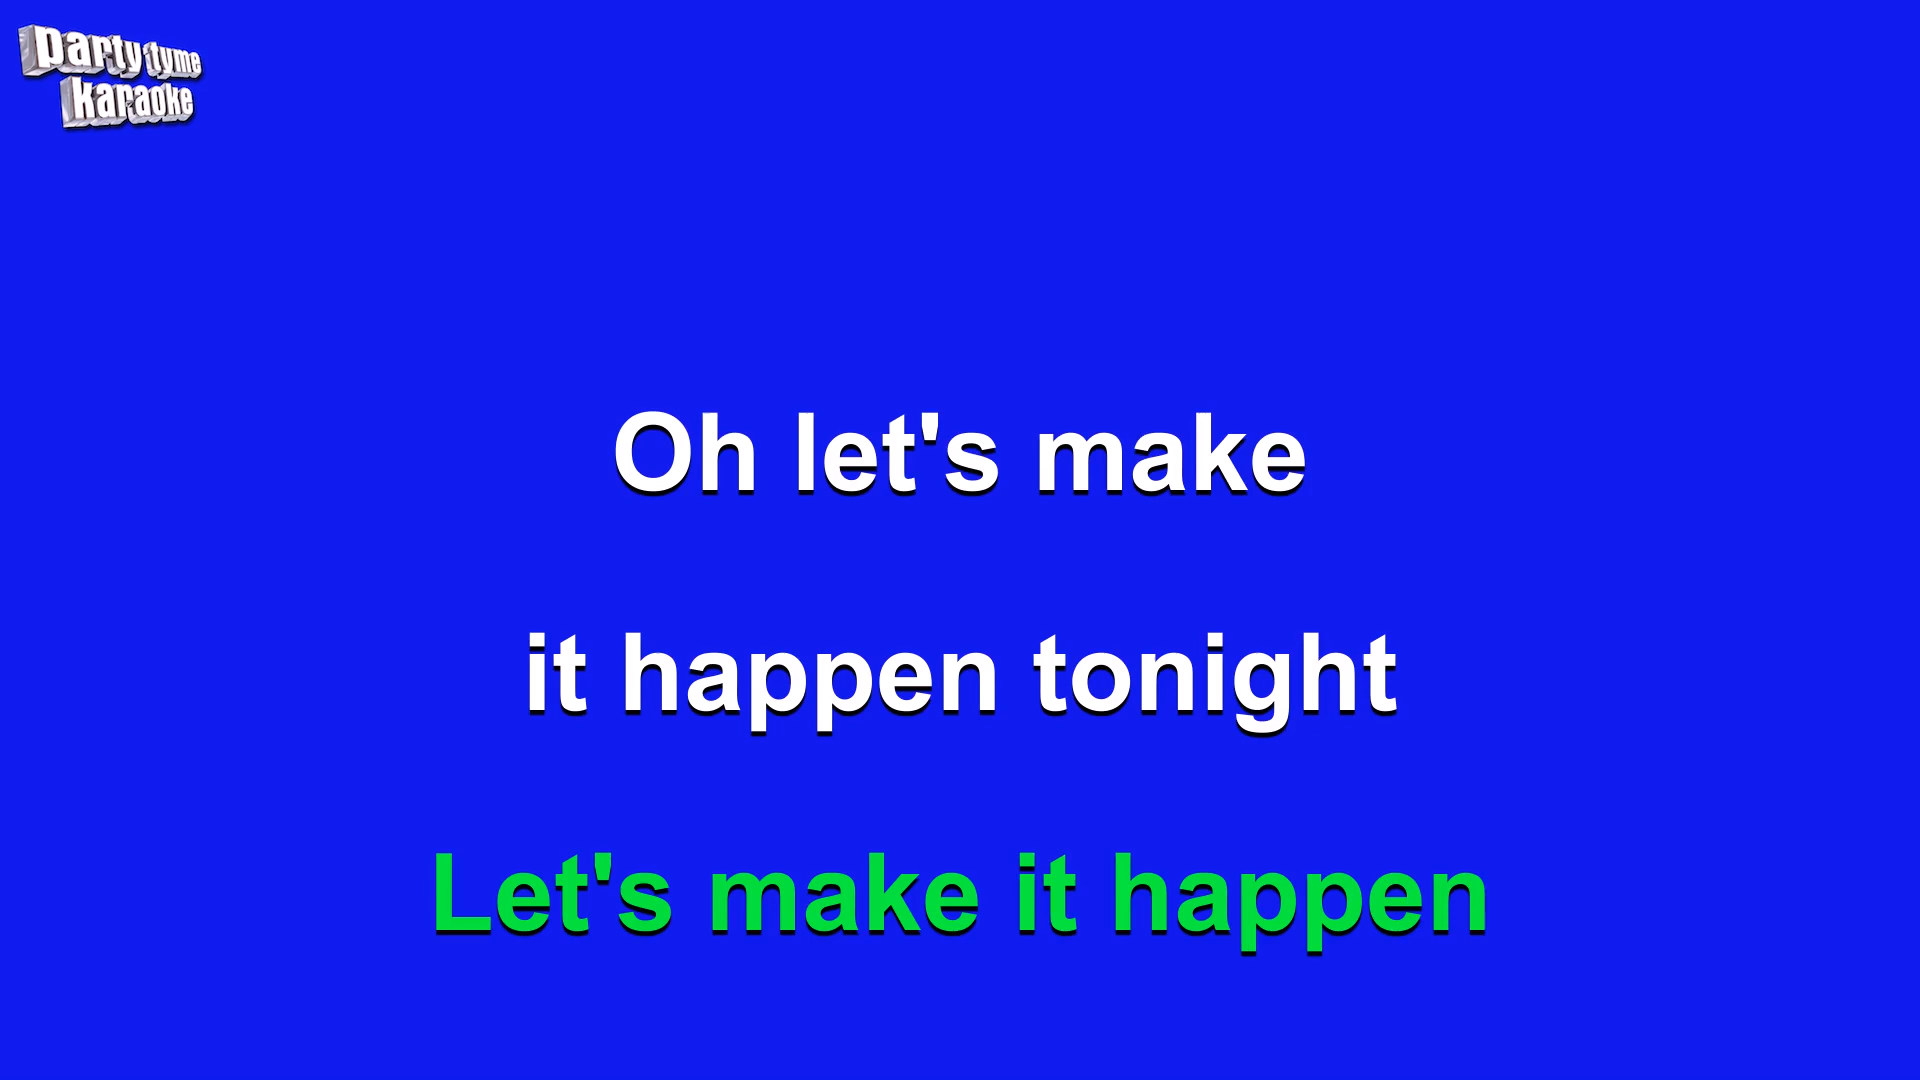 party tyme
karaoke
Oh let's make
it happen tonight
Let's make it happen